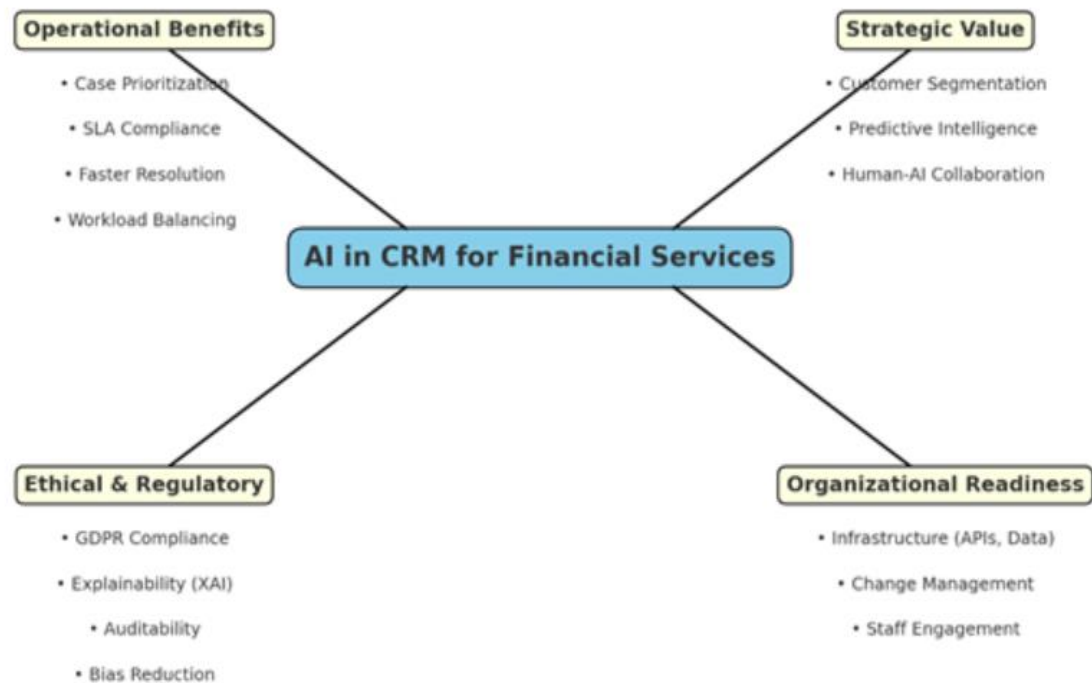 Operational Benefits
• Case Prioritization
• SLA Compliance
• Faster Resolution
• Workload Balancing
Strategic Value
• Customer Segmentation
• Predictive Intelligence
• Human-AI Collaboration
AI in CRM for Financial Services
Ethical & Regulatory
• GDPR Compliance
• Explainability (XAI)
• Auditability
• Bias Reduction
Organizational Readiness
• Infrastructure (APIs, Data)
• Change Management
• Staff Engagement